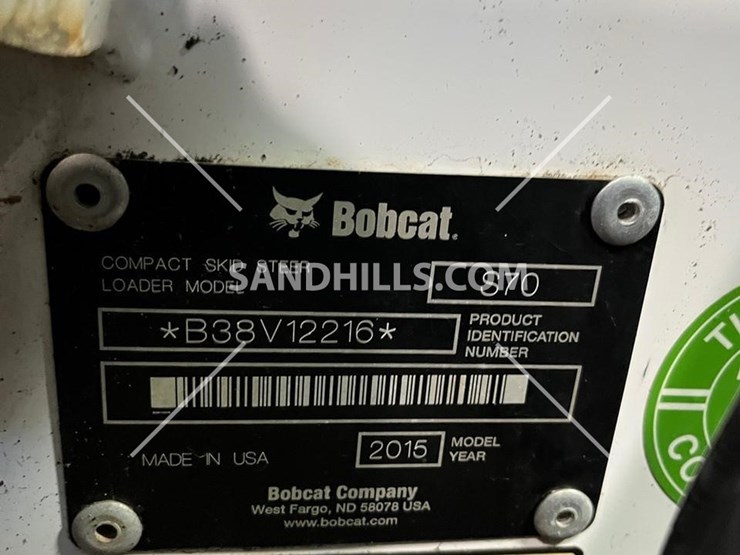 Bobcat.
COMPACT SKID STEER
LOADER MODEL
S70
SANDHILLS.COM
*B38V12216*
PRODUCT
IDENTIFICATION
NUMBER
MADE IN USA
2015
MODEL
YEAR
Bobcat Company
West Fargo, ND 58078 USA
www.bobcat.com